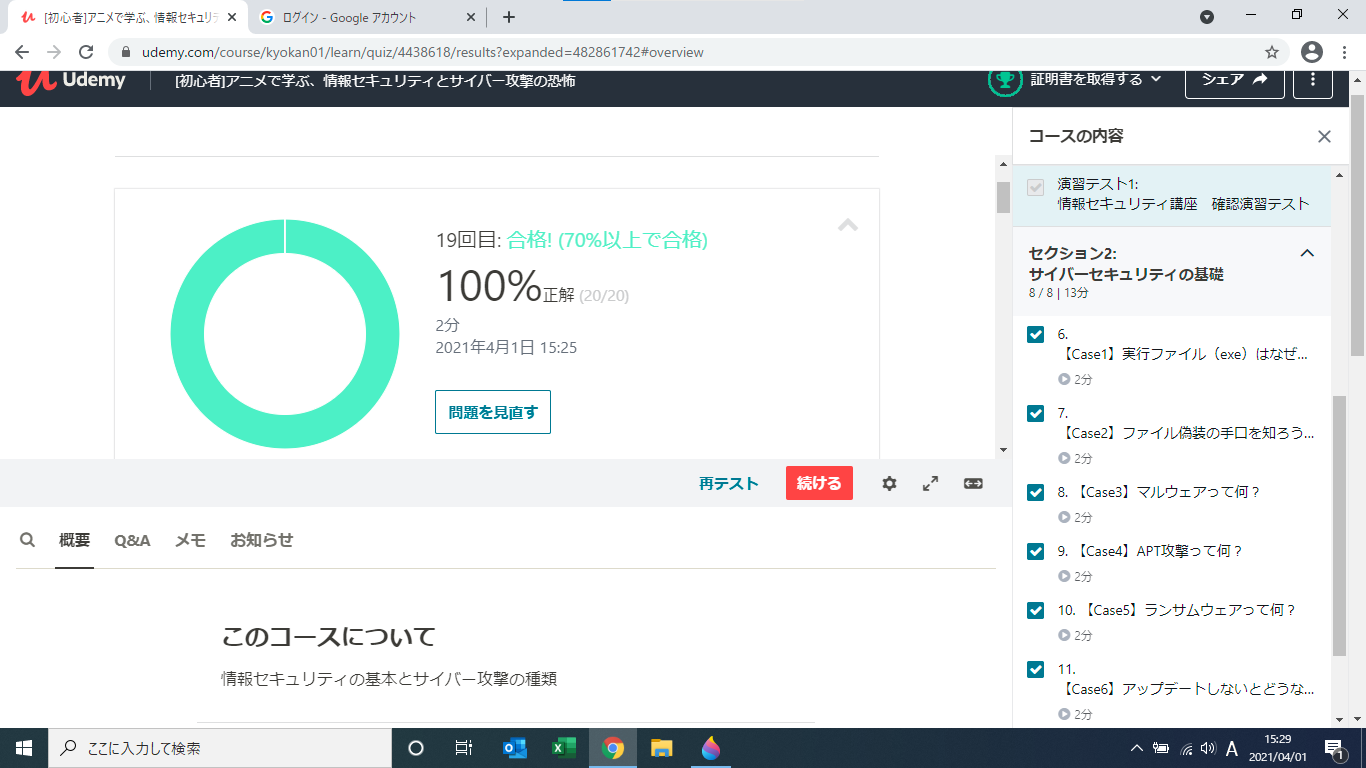 [初心者]アニメで学ぶ、情報セキュリラ
ログイン - Google アカウント
udemy.com/course/kyokan01/learn/quiz/4438618/results?expanded=482861742#overview
Udemy
[初心者]アニメで学ぶ、情報セキュリティとサイバー攻撃の恐怖
証明書を取得する
シェア
19回目: 合格! (70%以上で合格)
100%正解 (20/20)
2分
2021年4月1日 15:25
問題を見直す
再テスト
続ける
概要
Q&A
メモ
お知らせ
このコースについて
情報セキュリティの基本とサイバー攻撃の種類
コースの内容
演習テスト1:
情報セキュリティ講座 確認演習テスト
セクション2:
サイバーセキュリティの基礎
8 / 8 | 13分
6.
【Case1】実行ファイル（exe）はなぜ...
2分
7.
【Case2】ファイル偽装の手口を知ろう...
2分
8. 【Case3】マルウェアって何？
2分
9. 【Case4】APT攻撃って何？
2分
10. 【Case5】ランサムウェアって何？
2分
11.
【Case6】アップデートしないとどうな...
2分
ここに入力して検索
A
15:29
2021/04/01
1